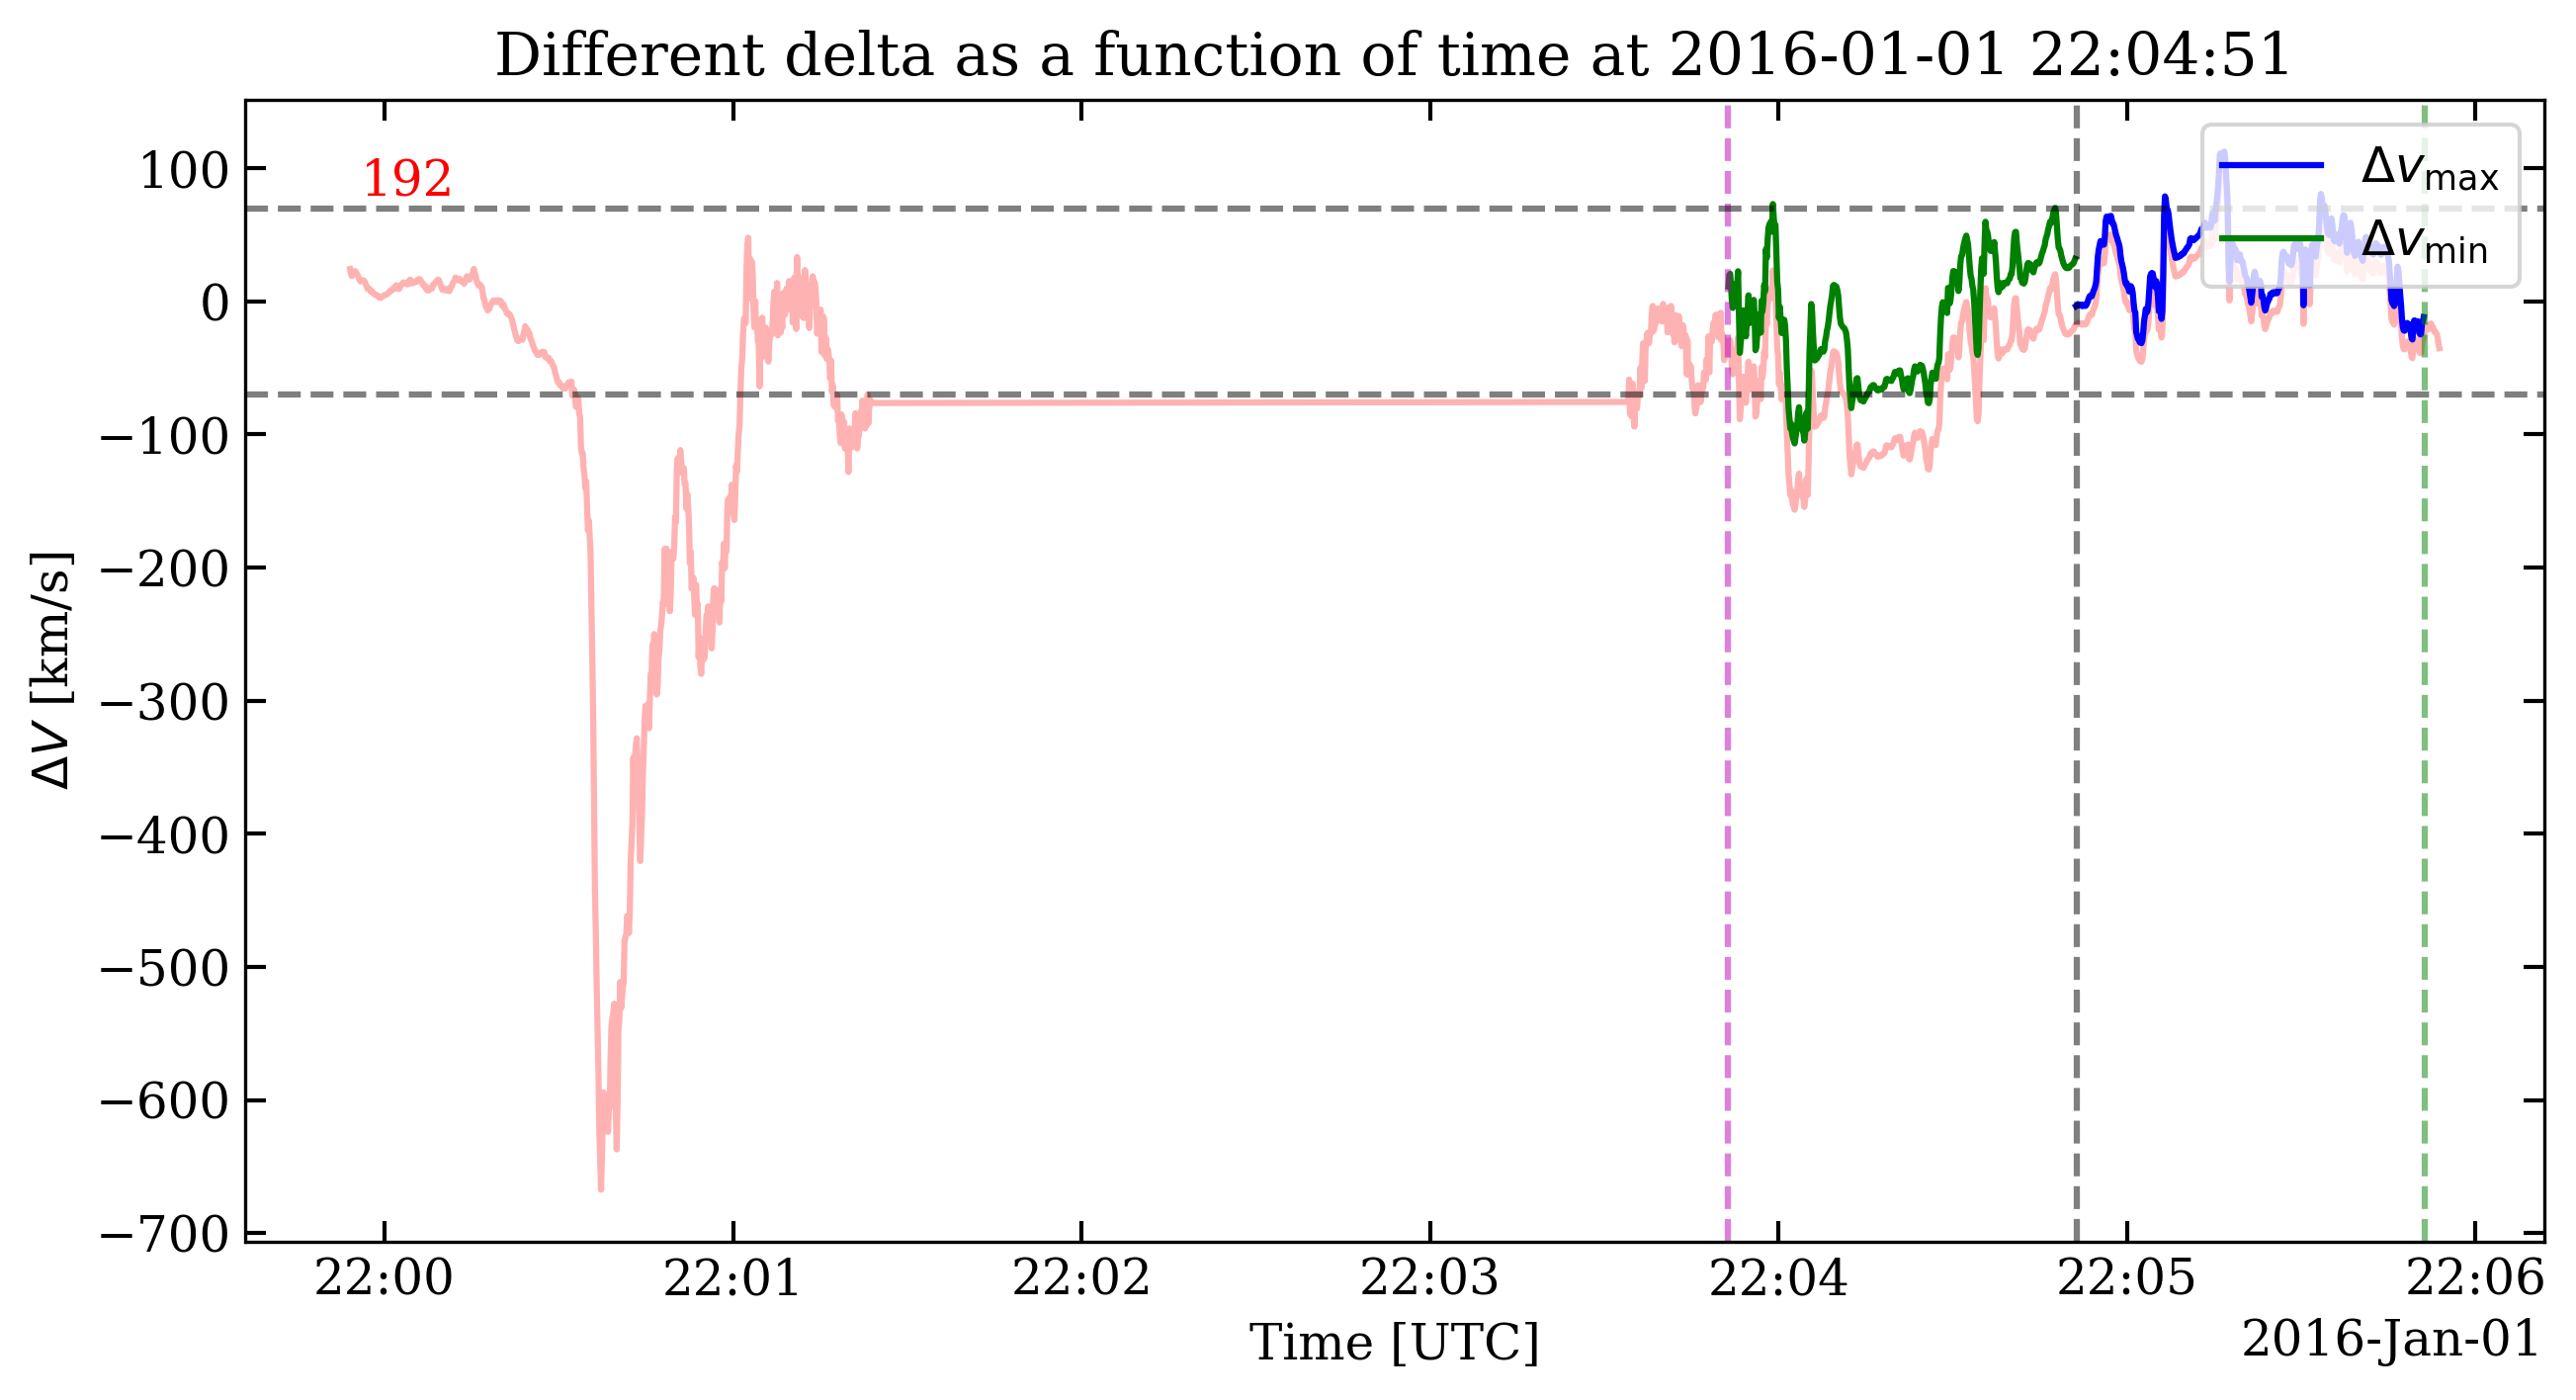 Different delta as a function of time at 2016-01-01 22:04:51
192
Δv_max
Δv_min
100
0
−100
−200
−300
−400
−500
−600
−700
ΔV [km/s]
22:00 22:01 22:02 22:03 22:04 22:05 22:06
Time [UTC]
2016-Jan-01